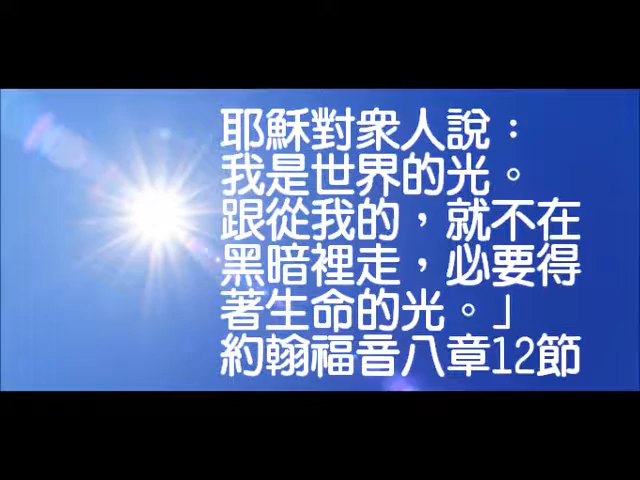 耶穌對眾人說：
我是世界的光。
跟從我的，就不在
黑暗裡走，必要得
著生命的光。」
約翰福音八章12節